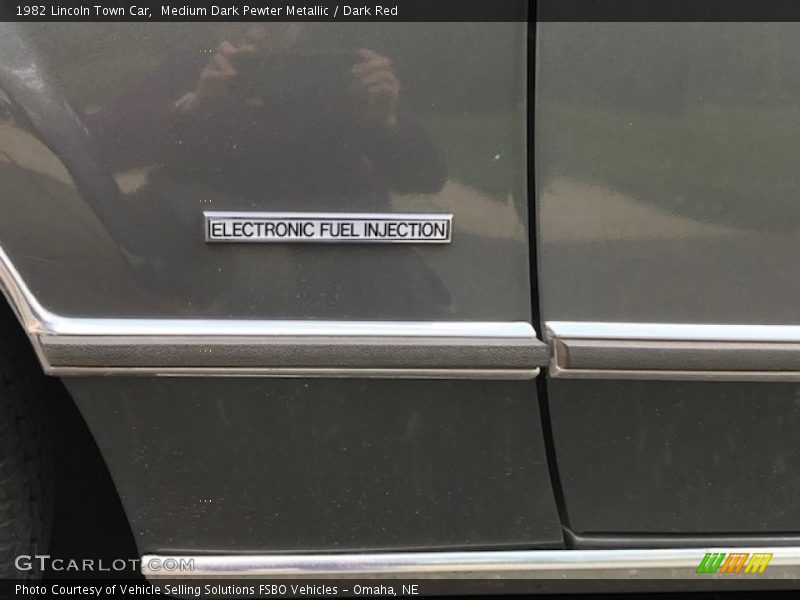 1982 Lincoln Town Car, Medium Dark Pewter Metallic / Dark Red
ELECTRONIC FUEL INJECTION
GTCARLOT.COM
Photo Courtesy of Vehicle Selling Solutions FSBO Vehicles - Omaha, NE